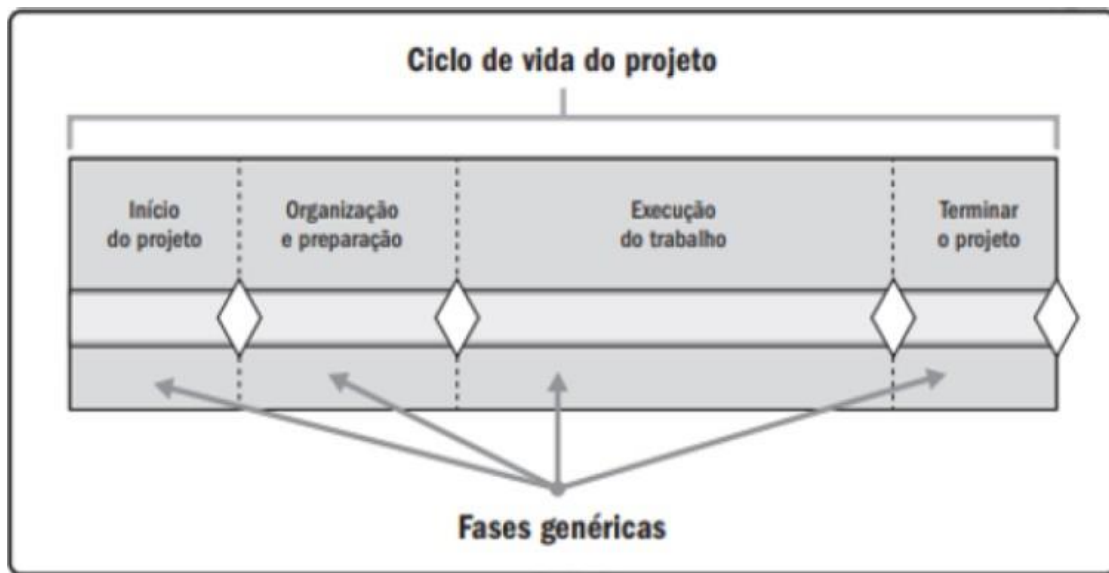 Ciclo de vida do projeto
Início
do projeto
Organização
e preparação
Execução
do trabalho
Terminar
o projeto
Fases genéricas